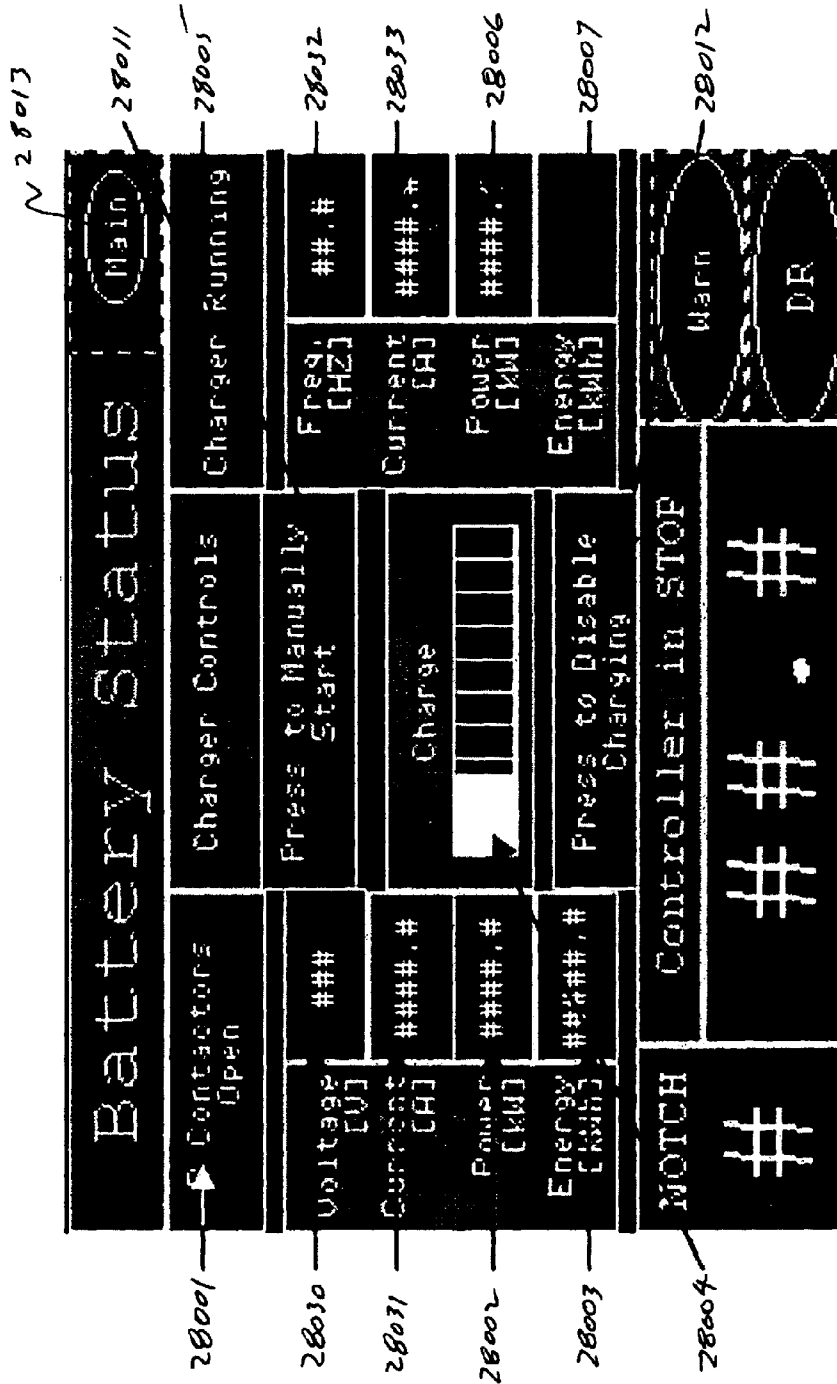 28013
28011
28005
28032
28033
28006
28007
28012
Battery Status
Main
Contactors
Open
Charger Controls
Charger Running
Press to Manually
Start
Voltage
[V]
###
Current
[A]
####.#
Power
[KW]
####.#
Energy
[kWh]
#####.#
Charge
Press to Disable
Charging
Freq.
[HZ]
##.#
Current
[A]
####.#
Power
[KW]
Energy
[kWh]
NOTCH
#
Controller in STOP
##.#
Warn
DR
28001
28030
28031
28002
28003
28004